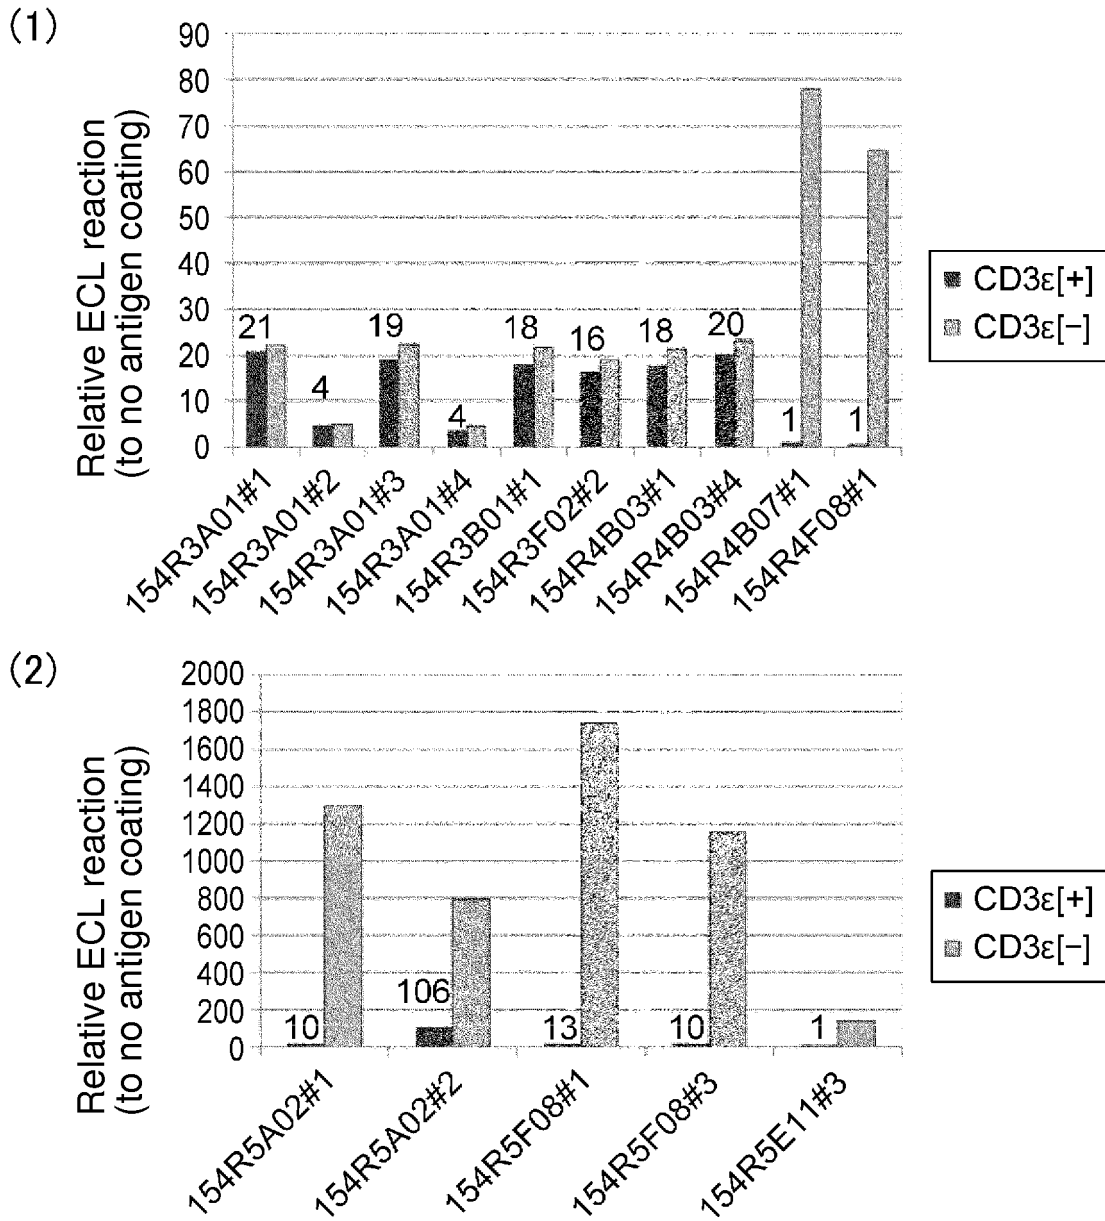 (1)
Relative ECL reaction
(to no antigen coating)
90
80
70
60
50
40
30
20
10
0
21
4
19
4
18
16
18
20
1
1
154R3A01#1
154R3A01#2
154R3A01#3
154R3A01#4
154R3B01#1
154R3F02#2
154R4B03#1
154R4B03#4
154R4B07#1
154R4F08#1
CD3ε[+]
CD3ε[−]
(2)
Relative ECL reaction
(to no antigen coating)
2000
1800
1600
1400
1200
1000
800
600
400
200
0
10
106
13
10
1
154R5A02#1
154R5A02#2
154R5F08#1
154R5F08#3
154R5E11#3
CD3ε[+]
CD3ε[−]